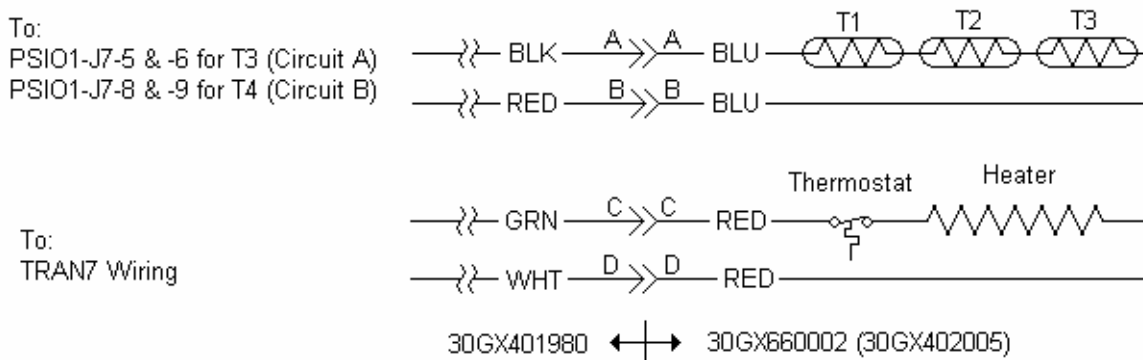 To:
PSIO1-J7-5 & -6 for T3 (Circuit A)
PSIO1-J7-8 & -9 for T4 (Circuit B)
T1 T2 T3
BLK A A BLU
RED B B BLU
Thermostat Heater
GRN C C RED
To:
TRAN7 Wiring
WHT D D RED
30GX401980 30GX660002 (30GX402005)